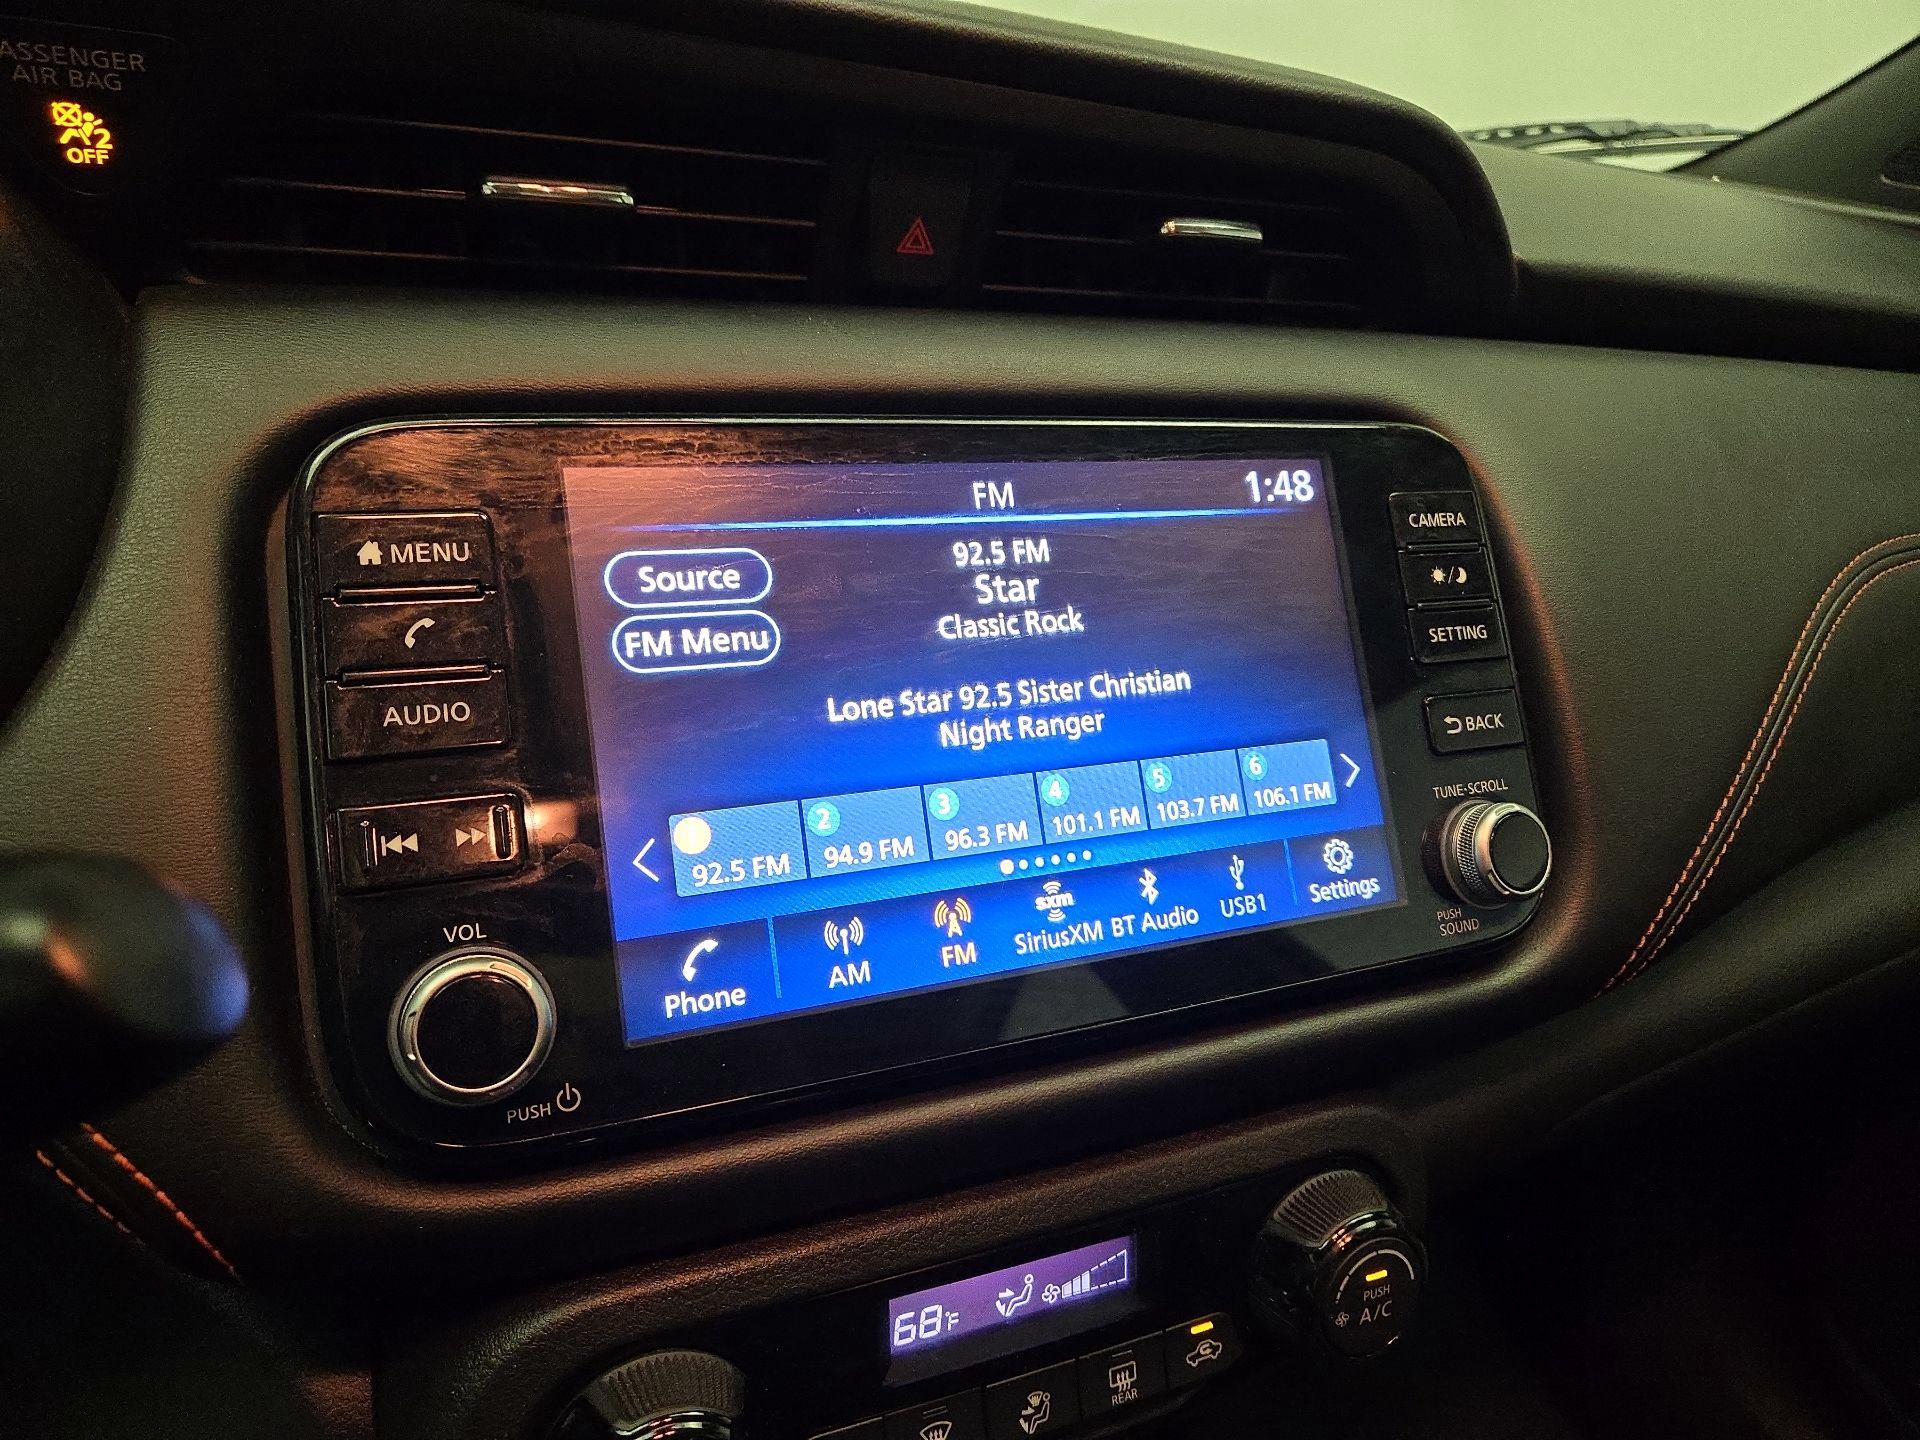 ASSENGER
AIR BAG
2
OFF
FM
1:48
MENU
AUDIO
VOL
PUSH
Source
FM Menu
92.5 FM
Star
Classic Rock
Lone Star 92.5 Sister Christian
Night Ranger
1
92.5 FM
2
94.9 FM
3
96.3 FM
4
101.1 FM
5
103.7 FM
6
106.1 FM
Phone
AM
FM
sxm
SiriusXM
BT Audio
USB1
Settings
CAMERA
SETTING
BACK
TUNE·SCROLL
PUSH
SOUND
68°F
PUSH
A/C
REAR